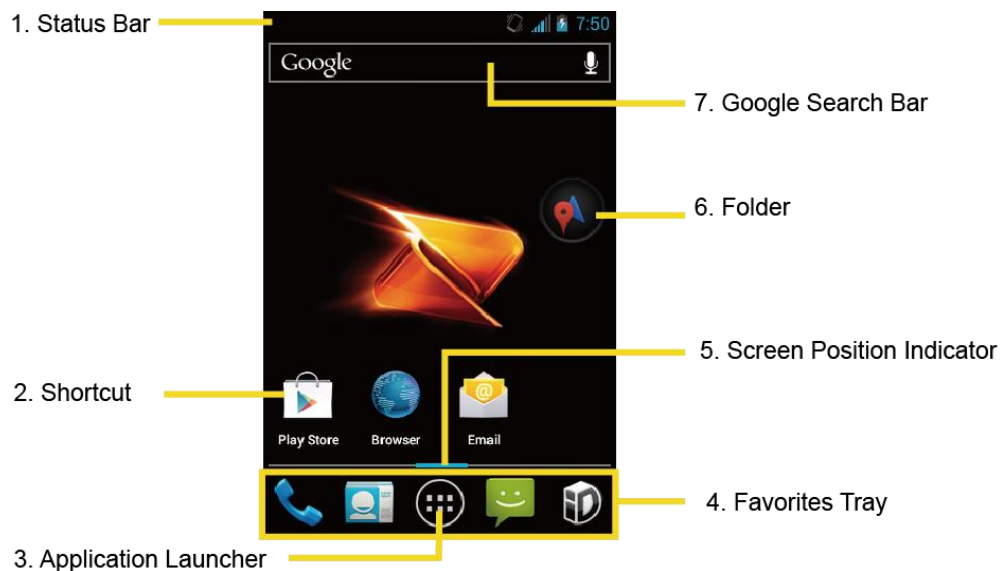 1. Status Bar
7:50
Google
7. Google Search Bar
6. Folder
5. Screen Position Indicator
2. Shortcut
Play Store
Browser
Email
4. Favorites Tray
3. Application Launcher